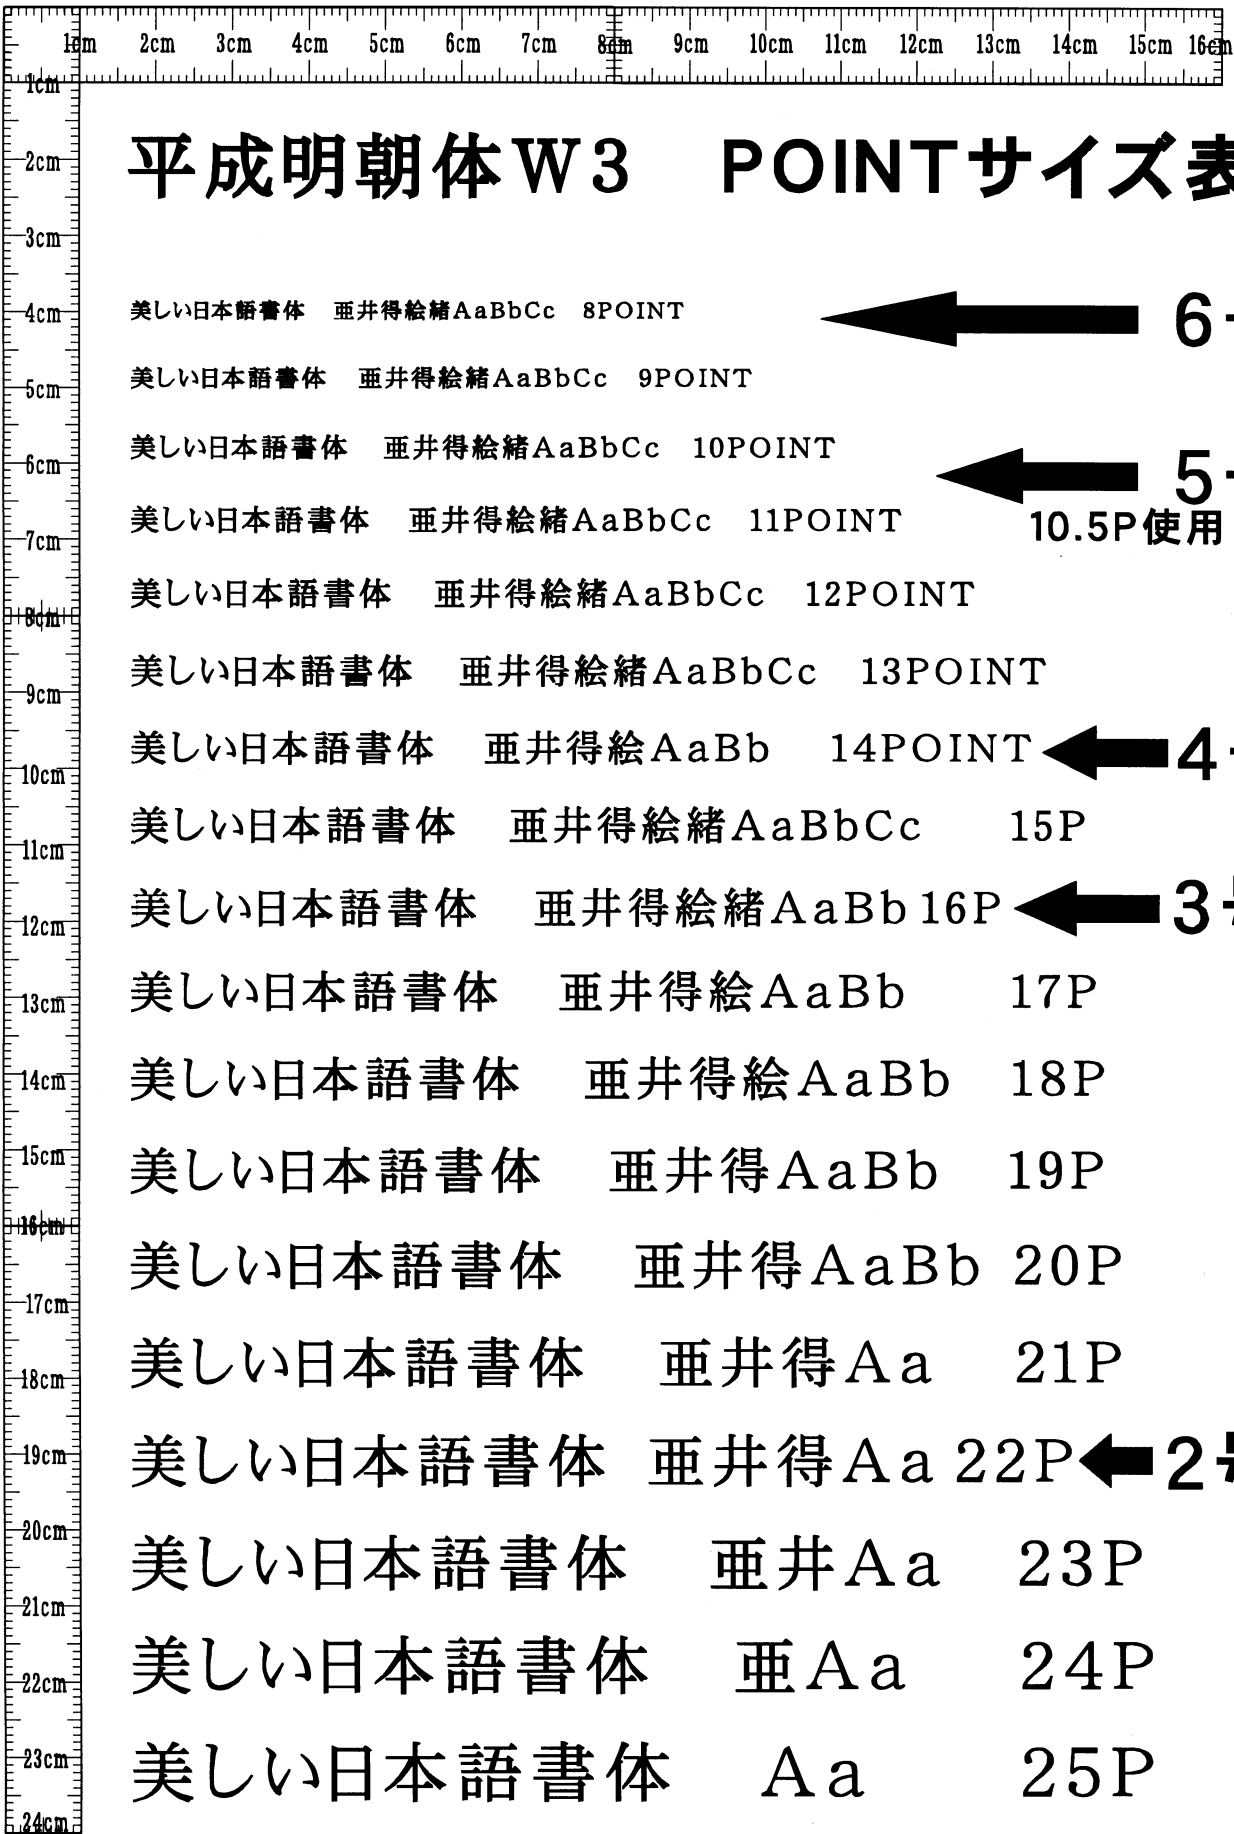 1cm 2cm 3cm 4cm 5cm 6cm 7cm 8cm 9cm 10cm 11cm 12cm 13cm 14cm 15cm 16cm
1cm
2cm
平成明朝体W3　POINTサイズ表
3cm
4cm
美しい日本語書体　亜井得絵緒AaBbCc　8POINT
6
5cm
美しい日本語書体　亜井得絵緒AaBbCc　9POINT
6cm
美しい日本語書体　亜井得絵緒AaBbCc　10POINT
5
7cm
美しい日本語書体　亜井得絵緒AaBbCc　11POINT
10.5P使用
8cm
美しい日本語書体　亜井得絵緒AaBbCc　12POINT
9cm
美しい日本語書体　亜井得絵緒AaBbCc　13POINT
10cm
美しい日本語書体　亜井得絵AaBb　14POINT
4
11cm
美しい日本語書体　亜井得絵緒AaBbCc　15P
12cm
美しい日本語書体　亜井得絵緒AaBb 16P
3号
13cm
美しい日本語書体　亜井得絵AaBb　17P
14cm
美しい日本語書体　亜井得絵AaBb　18P
15cm
美しい日本語書体　亜井得AaBb　19P
16cm
美しい日本語書体　亜井得AaBb 20P
17cm
18cm
美しい日本語書体　亜井得Aa　21P
19cm
美しい日本語書体 亜井得Aa 22P
2号
20cm
美しい日本語書体　亜井Aa　23P
21cm
22cm
美しい日本語書体　亜Aa　24P
23cm
美しい日本語書体　Aa　25P
24cm